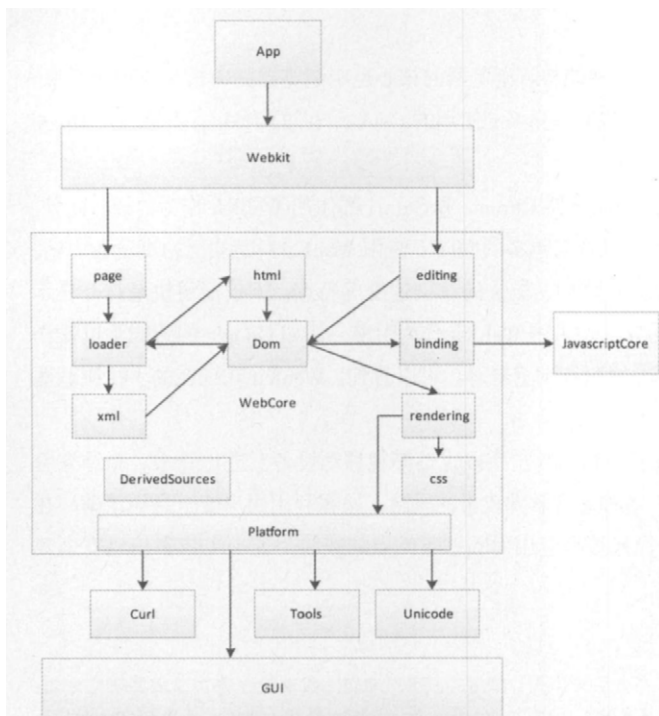 App
Webkit
page
html
editing
loader
Dom
binding
JavascriptCore
xml
WebCore
rendering
DerivedSources
css
Platform
Curl
Tools
Unicode
GUI